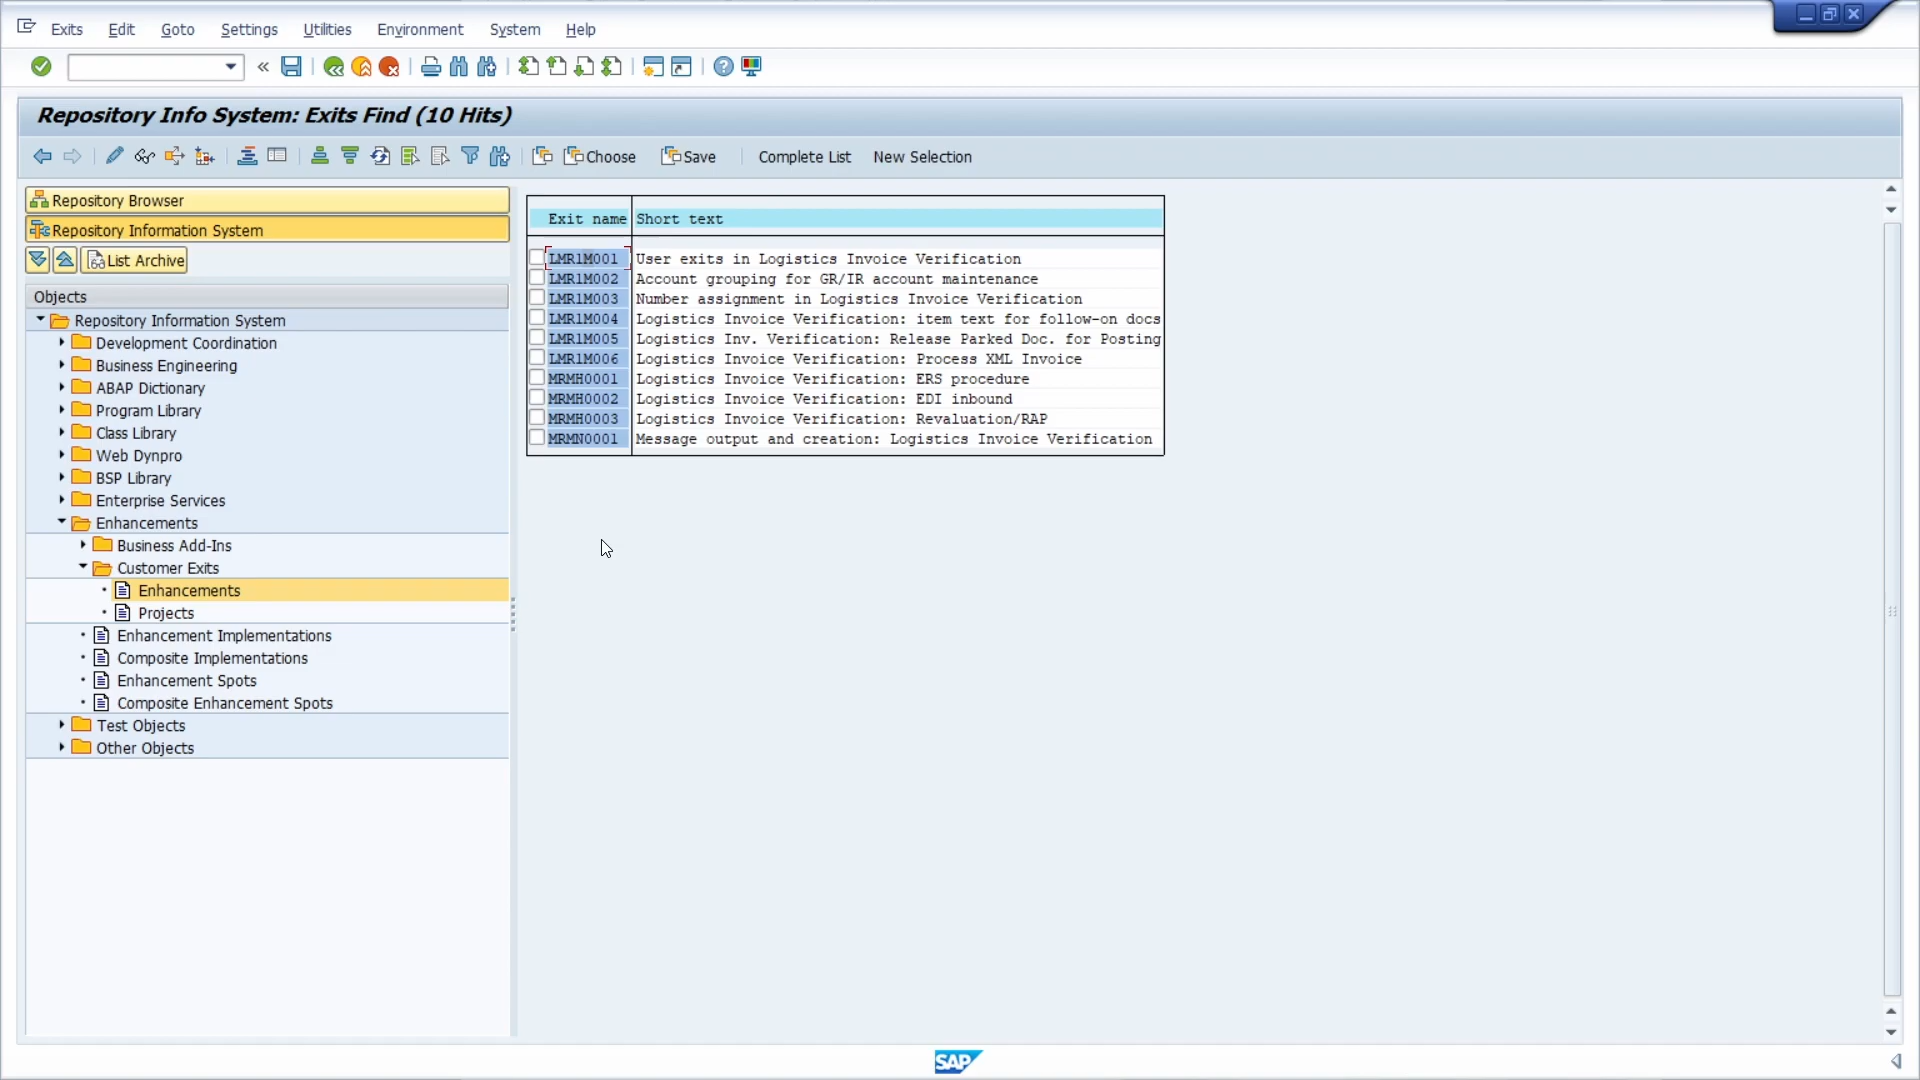 Exits Edit Goto Settings Utilities Environment System Help
Repository Info System: Exits Find (10 Hits)
Choose Save Complete List New Selection
Repository Browser
Repository Information System
List Archive
Objects
Repository Information System
Development Coordination
Business Engineering
ABAP Dictionary
Program Library
Class Library
Web Dynpro
BSP Library
Enterprise Services
Enhancements
Business Add-Ins
Customer Exits
Enhancements
Projects
Enhancement Implementations
Composite Implementations
Enhancement Spots
Composite Enhancement Spots
Test Objects
Other Objects
Exit name Short text
LMR1M001 User exits in Logistics Invoice Verification
LMR1M002 Account grouping for GR/IR account maintenance
LMR1M003 Number assignment in Logistics Invoice Verification
LMR1M004 Logistics Invoice Verification: item text for follow-on docs
LMR1M005 Logistics Inv. Verification: Release Parked Doc. for Posting
LMR1M006 Logistics Invoice Verification: Process XML Invoice
MRMH0001 Logistics Invoice Verification: ERS procedure
MRMH0002 Logistics Invoice Verification: EDI inbound
MRMH0003 Logistics Invoice Verification: Revaluation/RAP
MRMN0001 Message output and creation: Logistics Invoice Verification
SAP